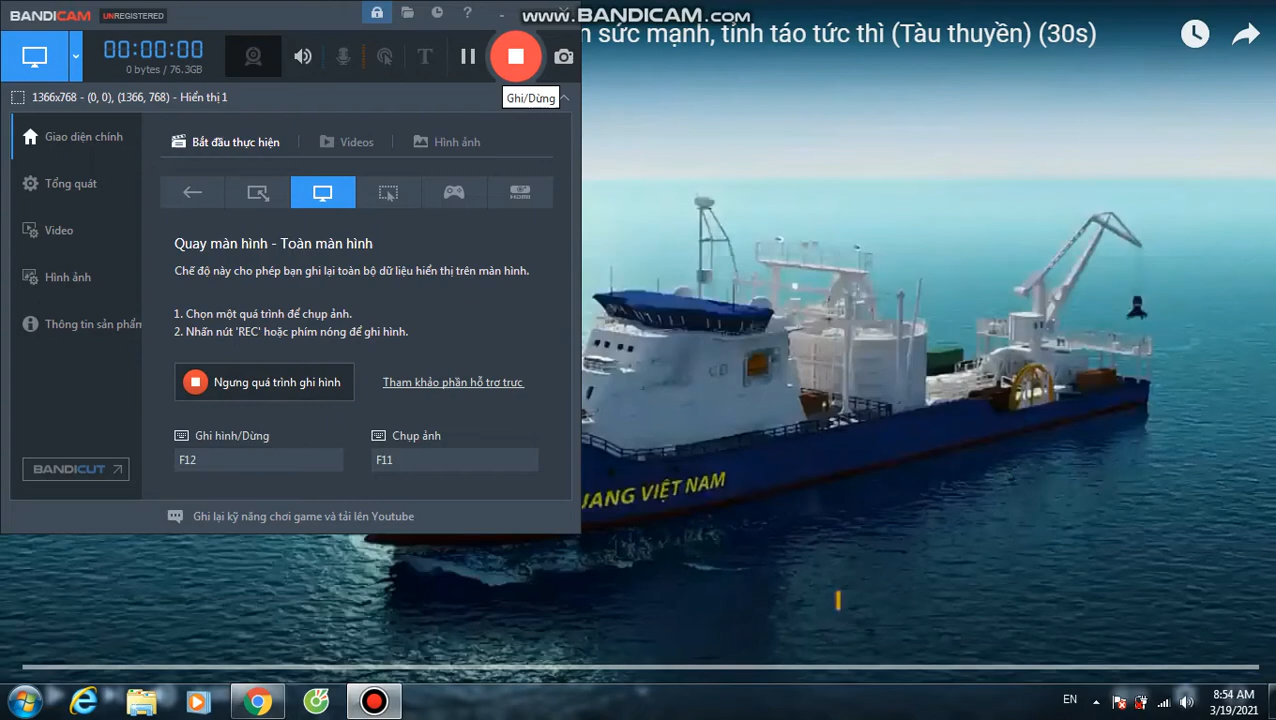 BANDICAM UNREGISTERED
www.BANDICAM.com
sức mạnh, tỉnh táo tức thì (Tàu thuyền) (30s)
00:00:00
0 bytes / 76.3GB
T
Ghi/Dừng
1366x768 - (0, 0), (1366, 768) - Hiển thị 1
Giao diện chính
Tổng quát
Video
Hình ảnh
Thông tin sản phẩn
BANDICUT
Bắt đầu thực hiện
Videos
Hình ảnh
HDMI
Quay màn hình - Toàn màn hình
Chế độ này cho phép bạn ghi lại toàn bộ dữ liệu hiển thị trên màn hình.
1. Chọn một quá trình để chụp ảnh.
2. Nhấn nút 'REC' hoặc phím nóng để ghi hình.
Ngưng quá trình ghi hình
Tham khảo phần hỗ trợ trực
Ghi hình/Dừng
Chụp ảnh
F12
F11
Ghi lại kỹ năng chơi game và tải lên Youtube
UANG VIỆT NAM
EN
8:54 AM
3/19/2021